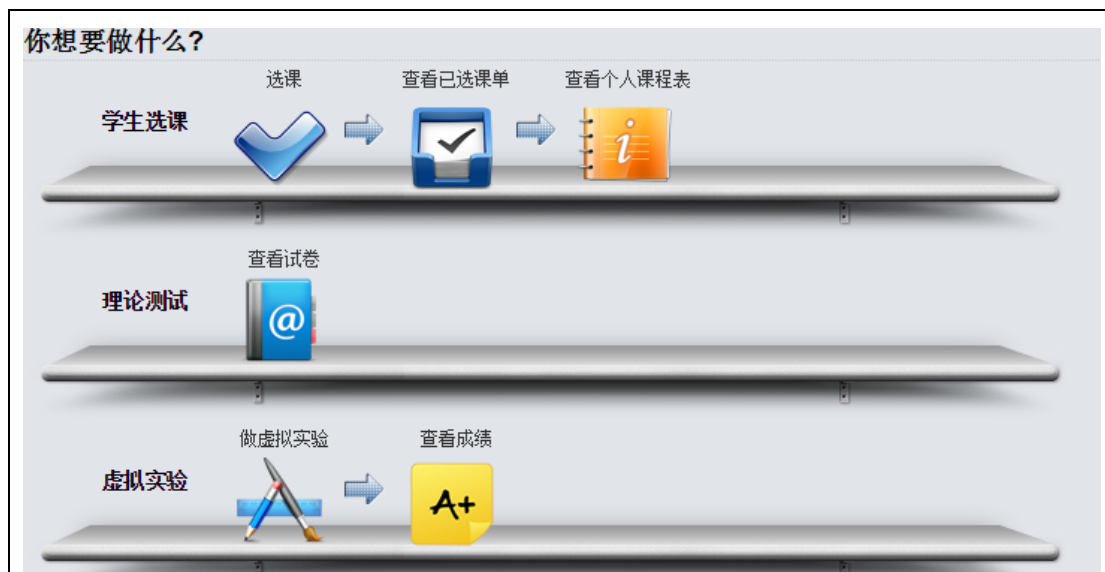 你想要做什么?
选课 查看已选课单 查看个人课程表
学生选课
i
查看试卷
理论测试
@
做虚拟实验 查看成绩
虚拟实验
A+